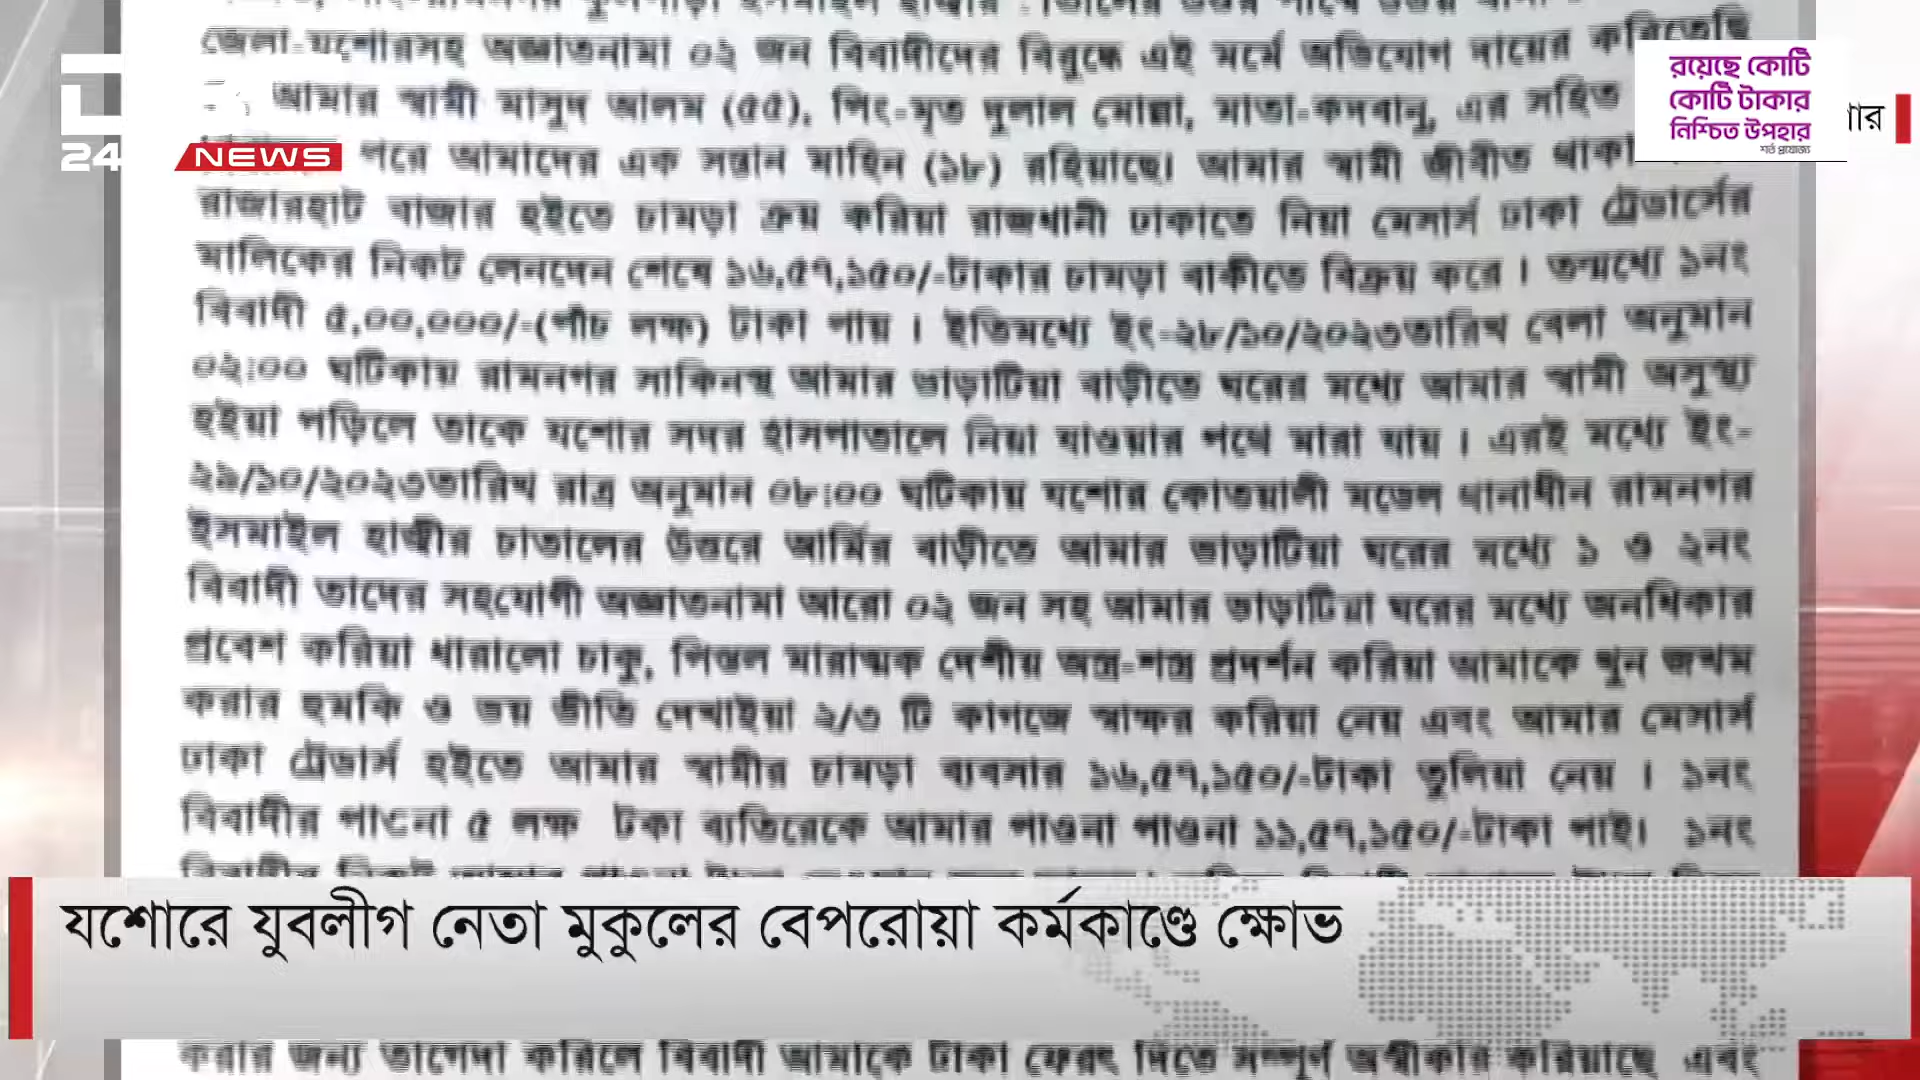 জেলা-যশোরসহ অজ্ঞাতনামা ০২ জন বিবাদীদের বিরুদ্ধে এই মর্মে অভিযোগ দায়ের করিতেছি
আমার স্বামী মাসুদ আলম (৫৫), পিং-মৃত দুলাল মোল্লা, মাতা-কদবানু, এর সহিত
পরে আমাদের এক সন্তান মাহিন (১৮) রহিয়াছে। আমার স্বামী জীবীত থাকা
রাজারহাট বাজার হইতে চামড়া ক্রয় করিয়া রাজধানী ঢাকাতে নিয়া মেসার্স ঢাকা ট্রেডার্সের
মালিকের নিকট লেনদেন শেষে ১৬,৫৭,১৫০/-টাকার চামড়া বাকীতে বিক্রয় করে । তন্মধ্যে ১নং
বিবাদী ৫,০০,০০০/-(পাঁচ লক্ষ) টাকা পায় । ইতিমধ্যে ইং-২৮/১০/২০২৩তারিখ বেলা অনুমান
০২:০০ ঘটিকায় রামনগর সাকিনস্থ আমার ভাড়াটিয়া বাড়ীতে ঘরের মধ্যে আমার স্বামী অসুস্থ্য
হইয়া পড়িলে তাকে যশোর সদর হাসপাতালে নিয়া যাওয়ার পথে মারা যায় । এরই মধ্যে ইং-
২৯/১০/২০২৩তারিখ রাত্র অনুমান ০৮:০০ ঘটিকায় যশোর কোতয়ালী মডেল থানাধীন রামনগর
ইসমাইল হাজ্বীর চাতালের উত্তরে আর্মির বাড়ীতে আমার ভাড়াটিয়া ঘরের মধ্যে ১ ও ২নং
বিবাদী তাদের সহযোগী অজ্ঞাতনামা আরো ০২ জন সহ আমার ভাড়াটিয়া ঘরের মধ্যে অনধিকার
প্রবেশ করিয়া ধারালো চাকু, পিস্তল মারাত্মক দেশীয় অস্ত্র-শস্ত্র প্রদর্শন করিয়া আমাকে খুন জখম
করার হুমকি ও ভয় ভীতি দেখাইয়া ২/৩ টি কাগজে স্বাক্ষর করিয়া নেয় এবং আমার মেসার্স
ঢাকা ট্রেডার্স হইতে আমার স্বামীর চামড়া ব্যবসার ১৬,৫৭,১৫০/-টাকা তুলিয়া নেয় । ১নং
বিবাদীর পাওনা ৫ লক্ষ টকা ব্যতিরেকে আমার পাওনা পাওনা ১১,৫৭,১৫০/-টাকা পাই। ১নং
করার জন্য তাগেদা করিলে বিবাদী আমাকে টাকা ফেরৎ দিতে সম্পূর্ণ অস্বীকার করিয়াছে এবং
24 NEWS
রয়েছে কোটি
কোটি টাকার
নিশ্চিত উপহার
শর্ত প্রযোজ্য
যশোরে যুবলীগ নেতা মুকুলের বেপরোয়া কর্মকাণ্ডে ক্ষোভ